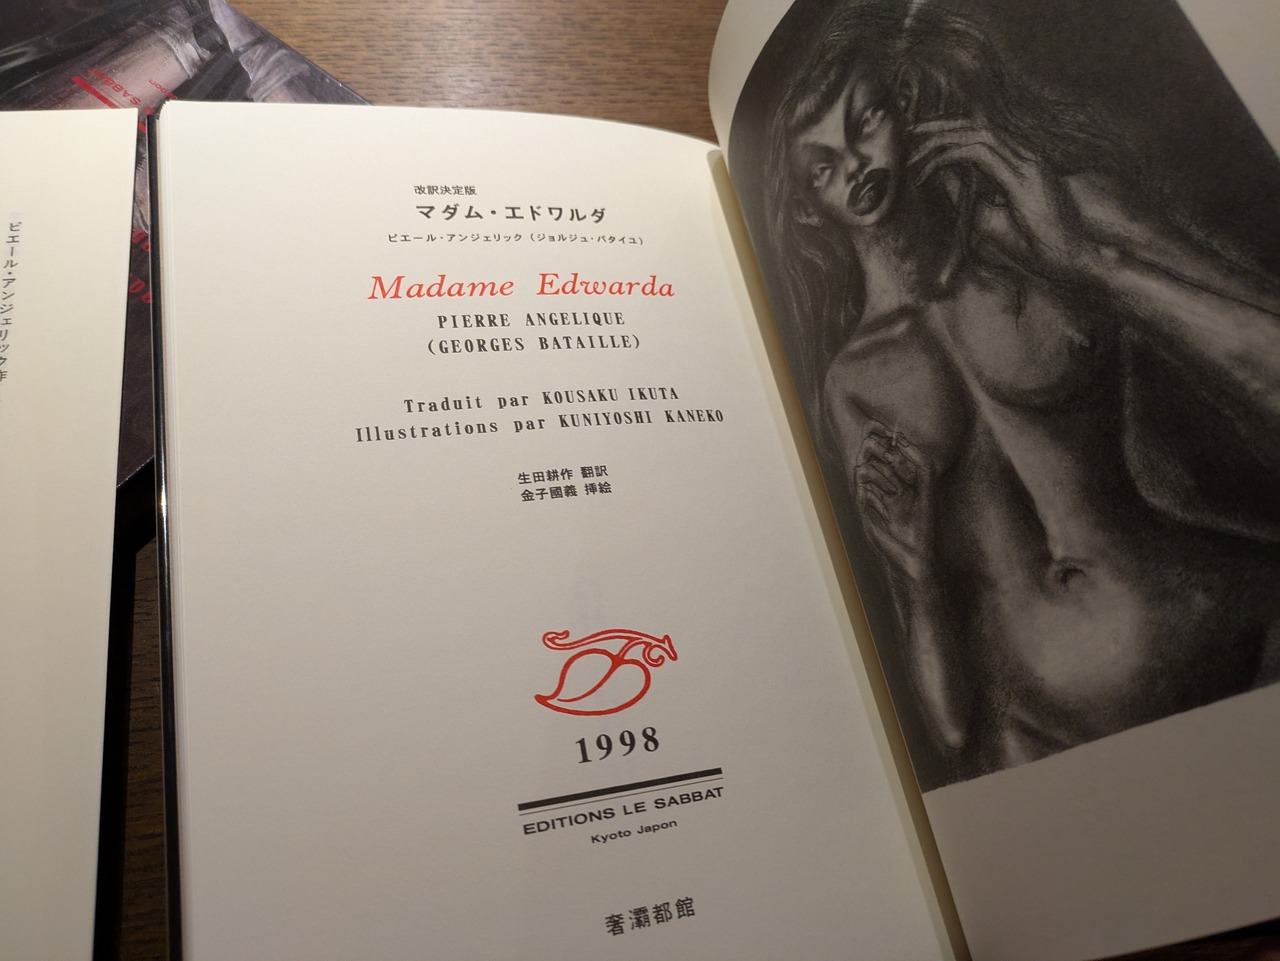 ピエール・アンジェリック作
改訳決定版
マダム・エドワルダ
ピエール・アンジェリック (ジョルジュ・バタイユ)
Madame Edwarda
PIERRE ANGELIQUE
(GEORGES BATAILLE)
Traduit par KOUSAKU IKUTA
Illustrations par KUNIYOSHI KANEKO
生田耕作 翻訳
金子國義 挿絵
1998
EDITIONS LE SABBAT
Kyoto Japon
奢灞都館